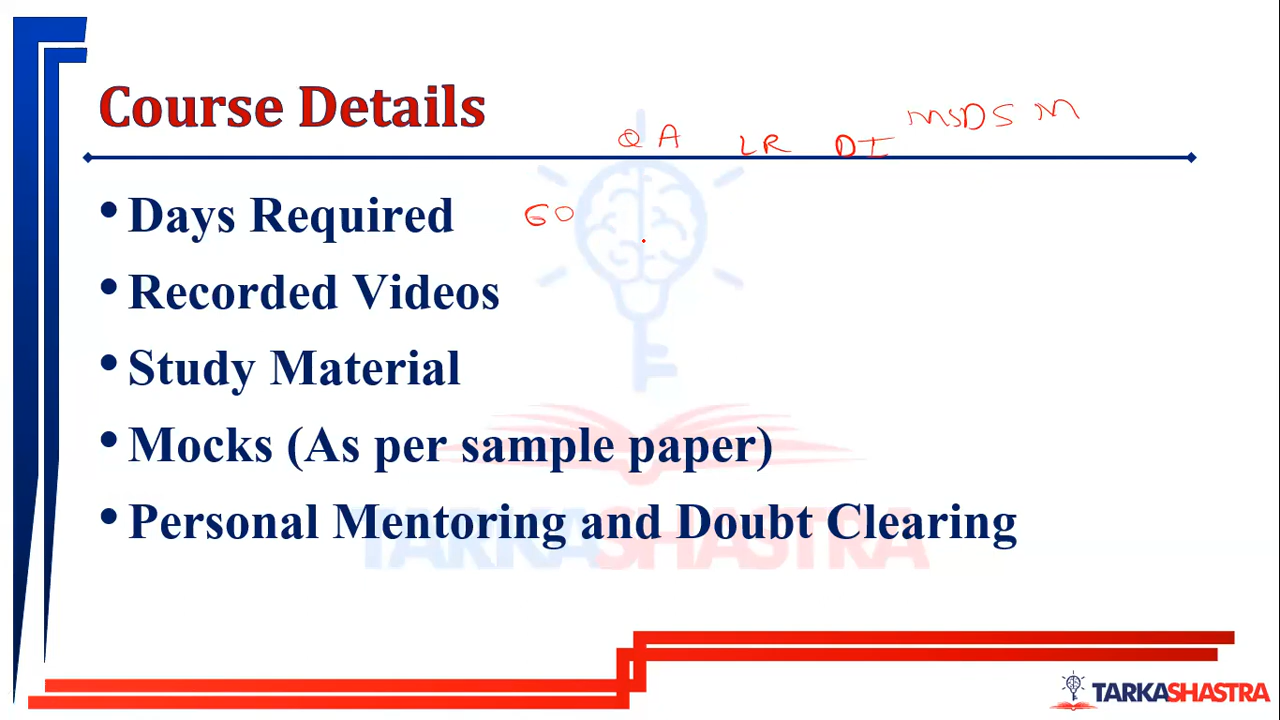 Course Details
QA LR DI MSDS M
• Days Required 60
• Recorded Videos
• Study Material
• Mocks (As per sample paper)
• Personal Mentoring and Doubt Clearing
TARKASHASTRA
TARKASHASTRA